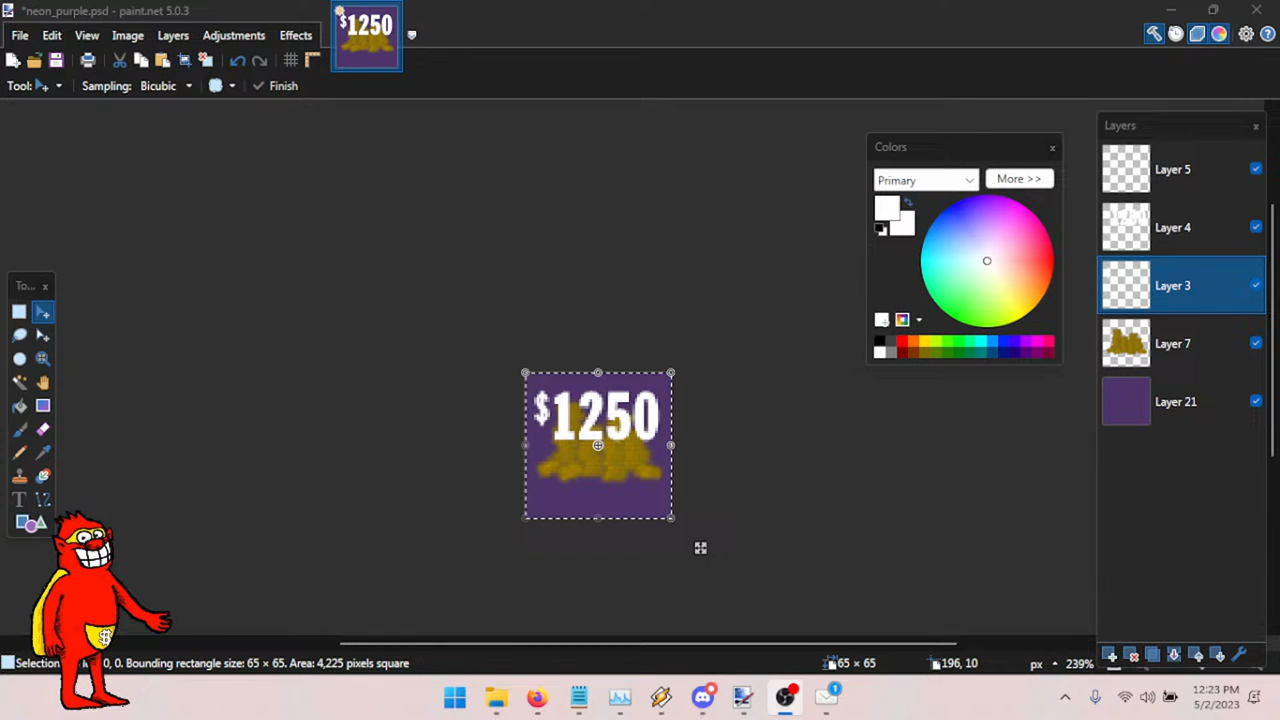 *neon_purple.psd - paint.net 5.0.3
File Edit View Image Layers Adjustments Effects
$1250
Tool: Sampling: Bicubic Finish
Layers
Layer 5
Layer 4
Layer 3
Layer 7
Layer 21
Colors
Primary More >>
To...
$1250
$
Selection 0, 0. Bounding rectangle size: 65 × 65. Area: 4,225 pixels square 65 × 65 196, 10 px 239%
1
12:23 PM
5/2/2023